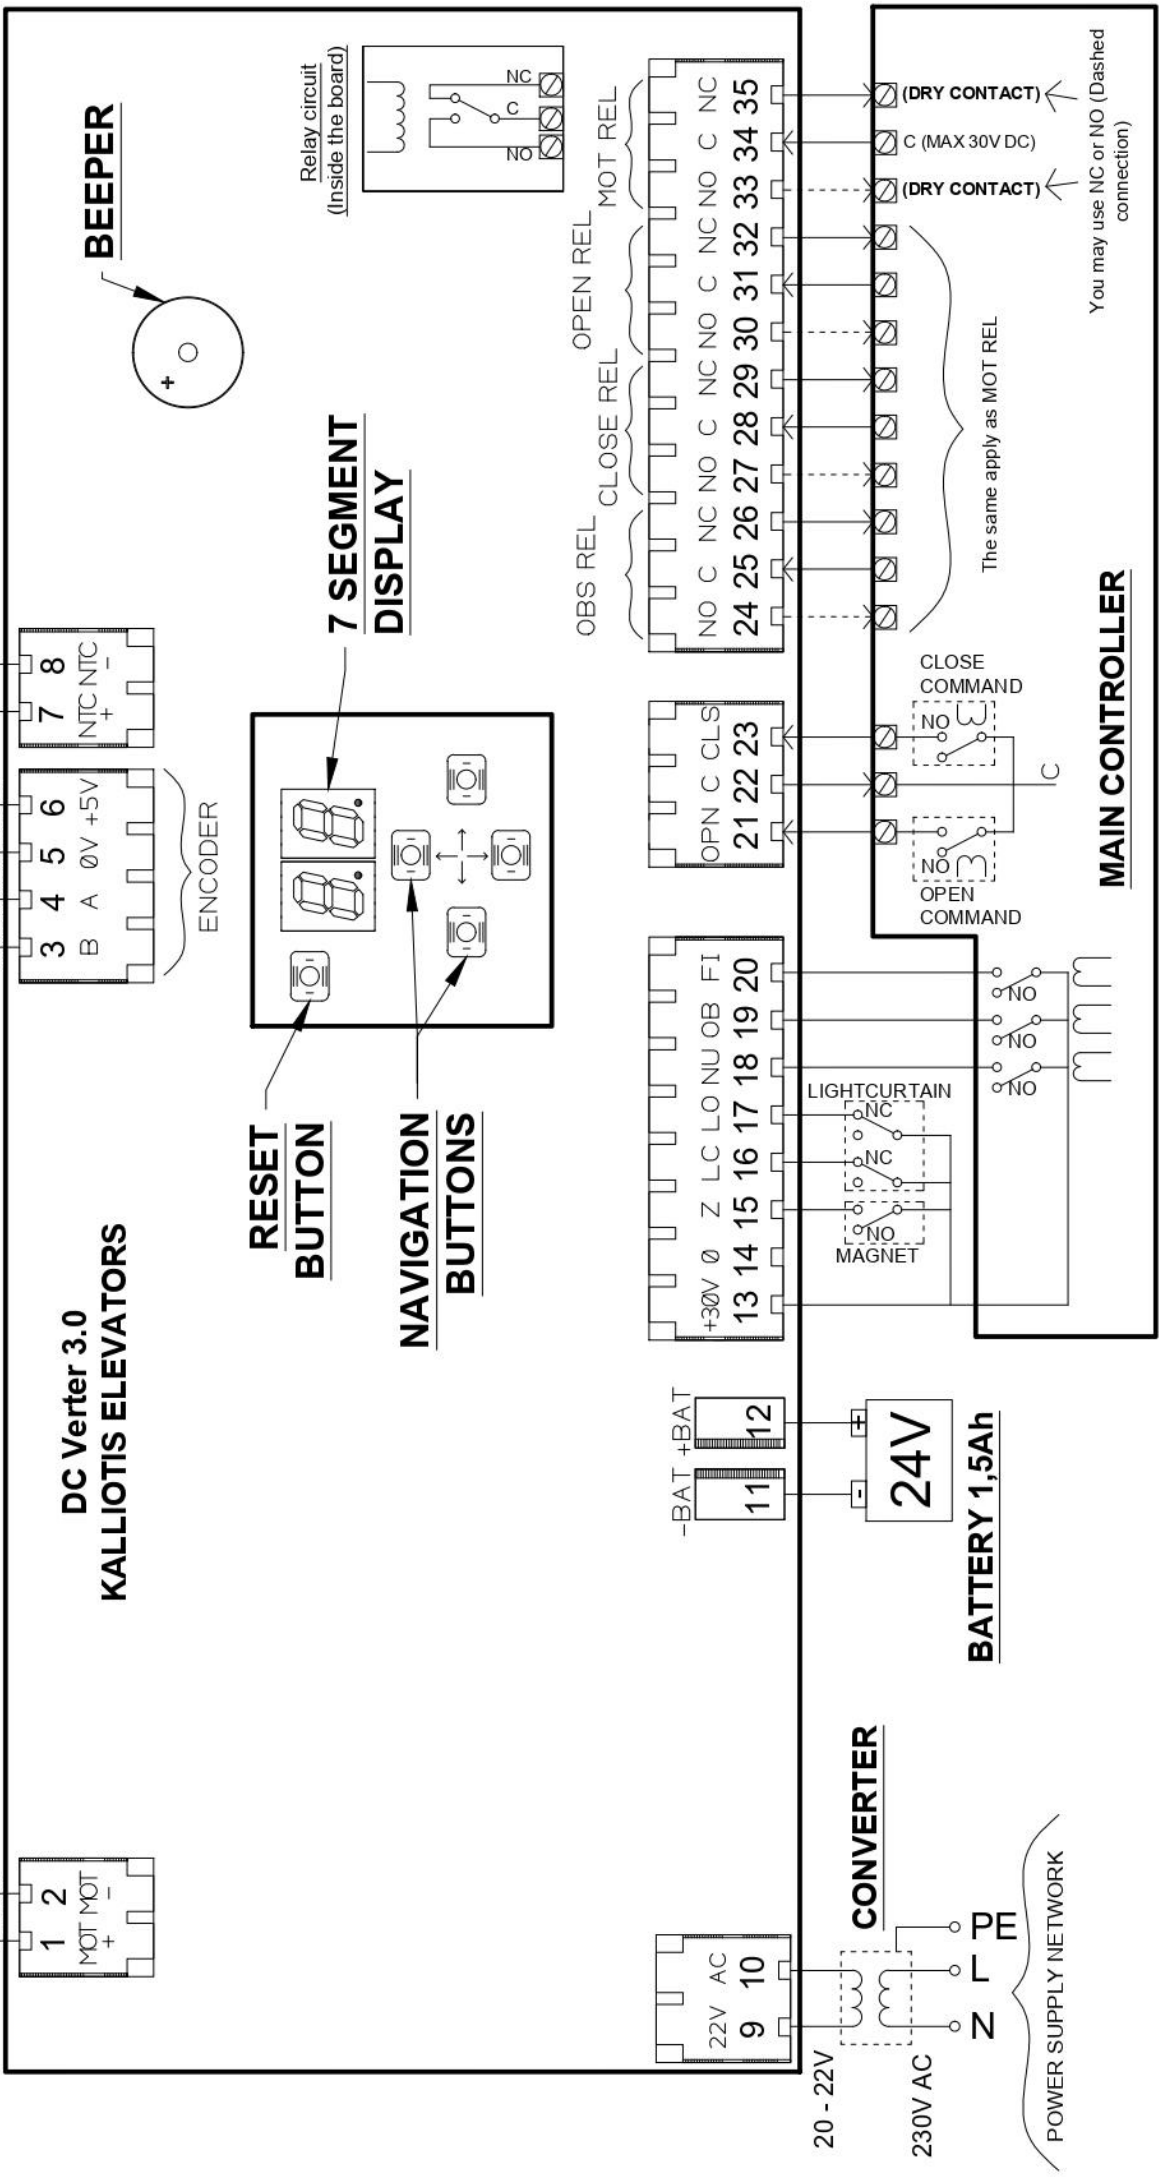 DC Verter 3.0
KALLIOTIS ELEVATORS
1 2
MOT MOT
+ -
3 4 5 6
B A 0V +5V
ENCODER
7 8
NTC NTC
+ -
BEEPER
+
RESET
BUTTON
NAVIGATION
BUTTONS
7 SEGMENT
DISPLAY
Relay circuit
(Inside the board)
NO C NC
22V AC
9 10
-BAT +BAT
11 12
+30V 0 Z LC LO NU OB FI
13 14 15 16 17 18 19 20
OPN C CLS
21 22 23
OBS REL
CLOSE REL
OPEN REL
MOT REL
NO C NC NO C NC NO C NC NO C NC
24 25 26 27 28 29 30 31 32 33 34 35
20 - 22V
230V AC
CONVERTER
N L PE
POWER SUPPLY NETWORK
- +
24V
BATTERY 1,5Ah
MAGNET
NO
NC
NC
LIGHTCURTAIN
NO
NO
NO
OPEN
COMMAND
NO
C
CLOSE
COMMAND
NO
MAIN CONTROLLER
The same apply as MOT REL
(DRY CONTACT)
C (MAX 30V DC)
(DRY CONTACT)
You may use NC or NO (Dashed
connection)